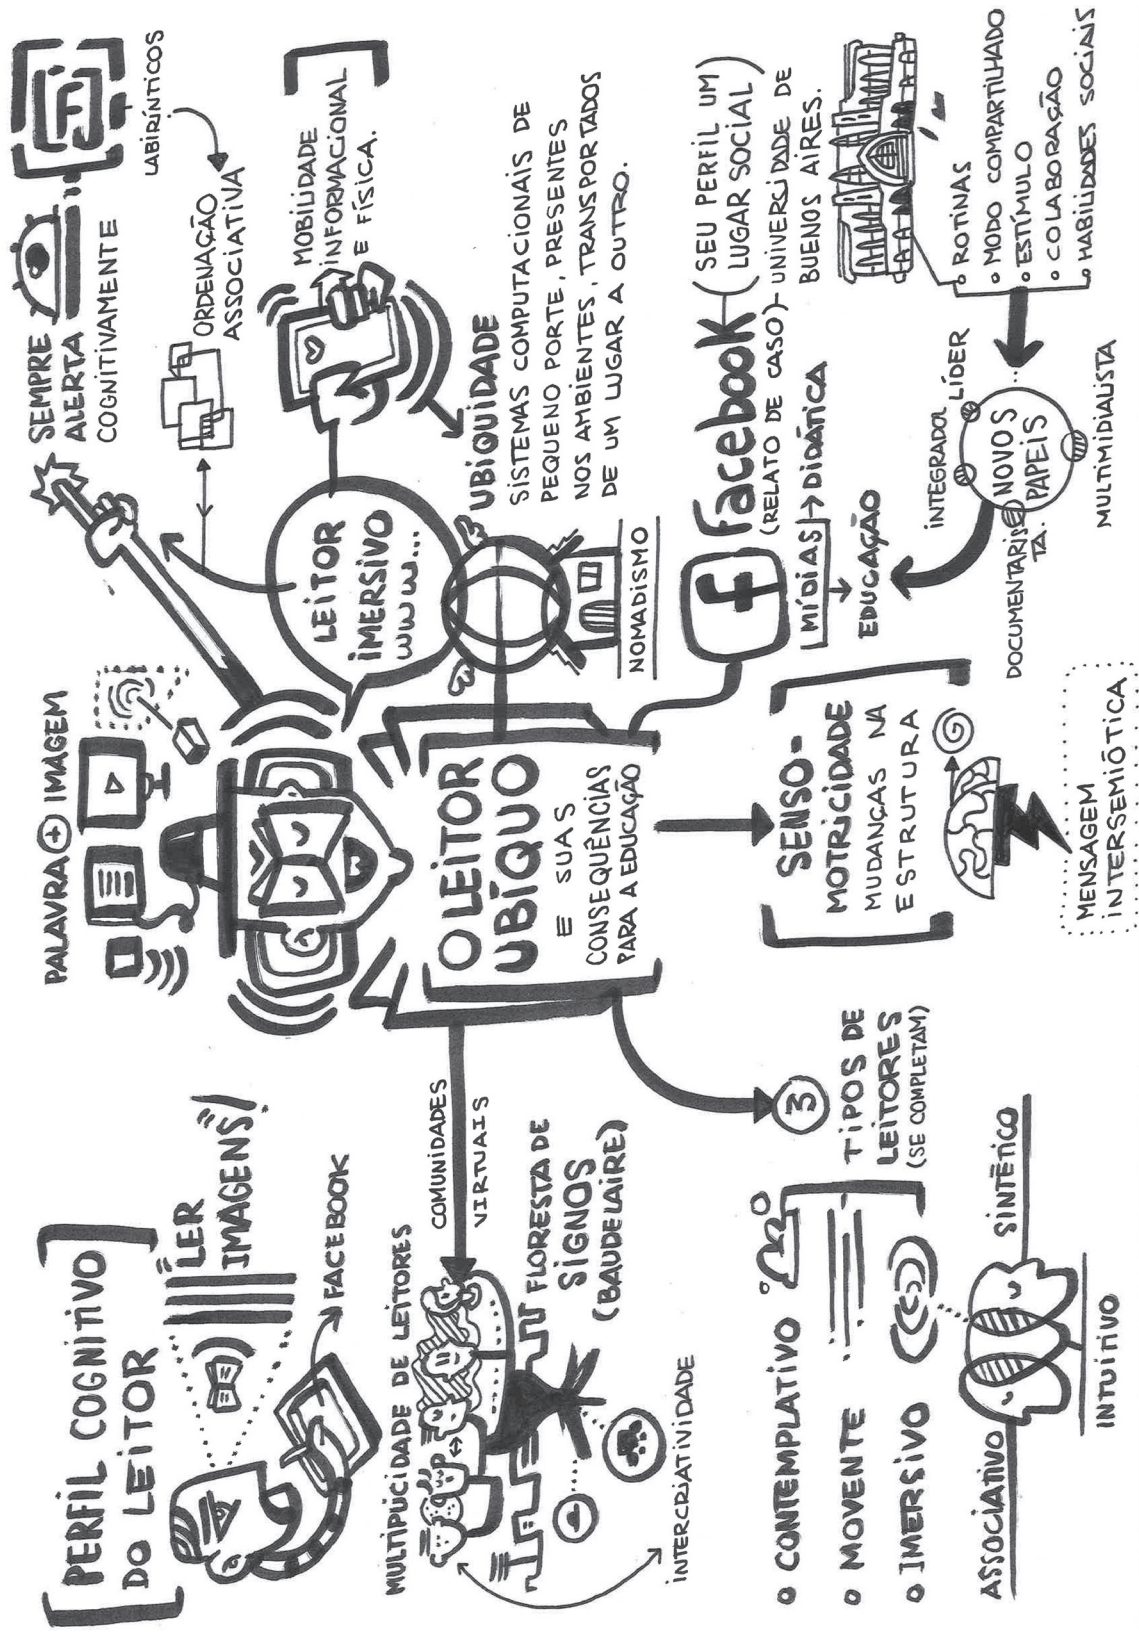 PERFIL COGNITIVO
DO LEITOR
"LER
IMAGENS"
FACEBOOK
PALAVRA + IMAGEM
SEMPRE
ALERTA
COGNITIVAMENTE
LABIRÍNTICOS
ORDENAÇÃO
ASSOCIATIVA
MOBILIDADE
INFORMACIONAL
E FÍSICA.
LEITOR
IMERSIVO
WWW...
UBIQUIDADE
SISTEMAS COMPUTACIONAIS DE
PEQUENO PORTE, PRESENTES
NOS AMBIENTES, TRANSPORTADOS
DE UM LUGAR A OUTRO.
NOMADISMO
O LEITOR
UBÍQUO
E SUAS
CONSEQUÊNCIAS
PARA A EDUCAÇÃO
COMUNIDADES
VIRTUAIS
MULTIPLICIDADE DE LEITORES
FLORESTA DE
SIGNOS
(BAUDELAIRE)
INTERCRIATIVIDADE
3
TIPOS DE
LEITORES
(SE COMPLETAM)
CONTEMPLATIVO
MOVENTE
IMERSIVO
ASSOCIATIVO
SINTÉTICO
INTUITIVO
SENSO-
MOTRICIDADE
MUDANÇAS NA
ESTRUTURA
MENSAGEM
INTERSEMIÓTICA
f
facebook
(SEU PERFIL UM
LUGAR SOCIAL)
(RELATO DE CASO)-UNIVERCIDADE DE
BUENOS AIRES.
MÍDIAS → DIDÁTICA
EDUCAÇÃO
ROTINAS
MODO COMPARTILHADO
ESTÍMULO
COLABORAÇÃO
HABILIDADES SOCIAIS
NOVOS
PAPEIS
INTEGRADOR
LÍDER
DOCUMENTARIS
TA.
MULTIMIDIALISTA